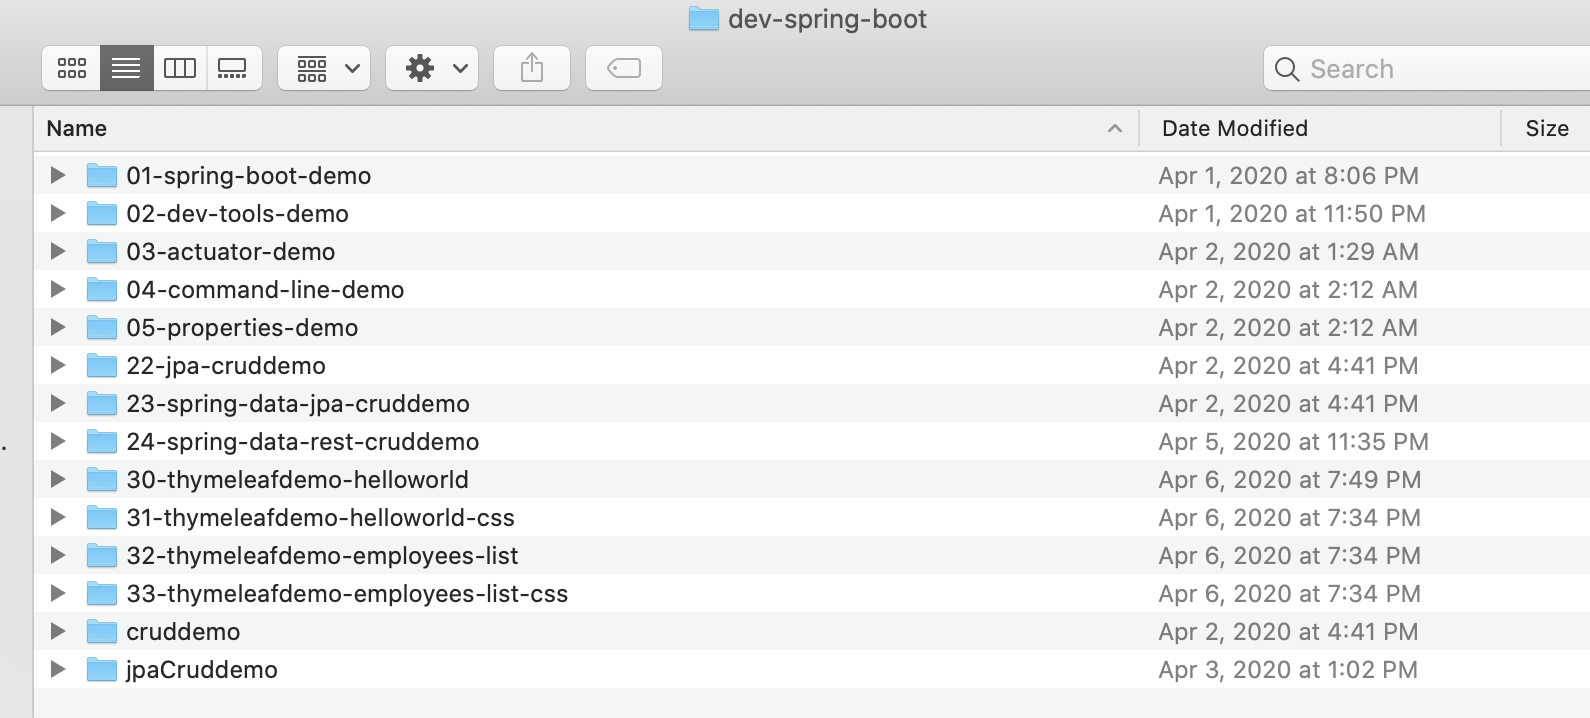 dev-spring-boot
Search
Name Date Modified Size
01-spring-boot-demo Apr 1, 2020 at 8:06 PM
02-dev-tools-demo Apr 1, 2020 at 11:50 PM
03-actuator-demo Apr 2, 2020 at 1:29 AM
04-command-line-demo Apr 2, 2020 at 2:12 AM
05-properties-demo Apr 2, 2020 at 2:12 AM
22-jpa-cruddemo Apr 2, 2020 at 4:41 PM
23-spring-data-jpa-cruddemo Apr 2, 2020 at 4:41 PM
24-spring-data-rest-cruddemo Apr 5, 2020 at 11:35 PM
30-thymeleafdemo-helloworld Apr 6, 2020 at 7:49 PM
31-thymeleafdemo-helloworld-css Apr 6, 2020 at 7:34 PM
32-thymeleafdemo-employees-list Apr 6, 2020 at 7:34 PM
33-thymeleafdemo-employees-list-css Apr 6, 2020 at 7:34 PM
cruddemo Apr 2, 2020 at 4:41 PM
jpaCruddemo Apr 3, 2020 at 1:02 PM